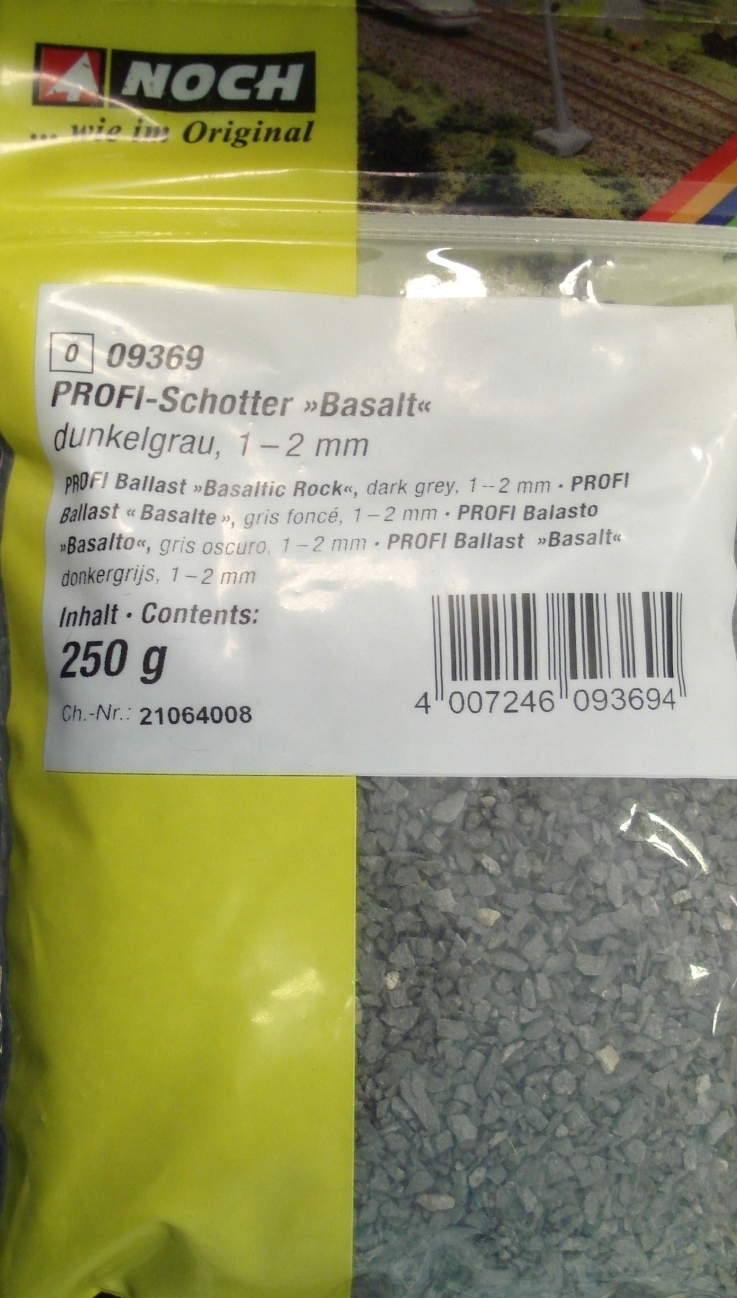 NOCH
... wie im Original
0 09369
PROFI-Schotter »Basalt«
dunkelgrau, 1–2 mm
PROFI Ballast »Basaltic Rock«, dark grey, 1–2 mm · PROFI
Ballast « Basalte », gris foncé, 1–2 mm · PROFI Balasto
»Basalto«, gris oscuro, 1–2 mm · PROFI Ballast »Basalt«
donkergrijs, 1–2 mm
Inhalt · Contents:
250 g
Ch.-Nr.: 21064008
4 007246 093694